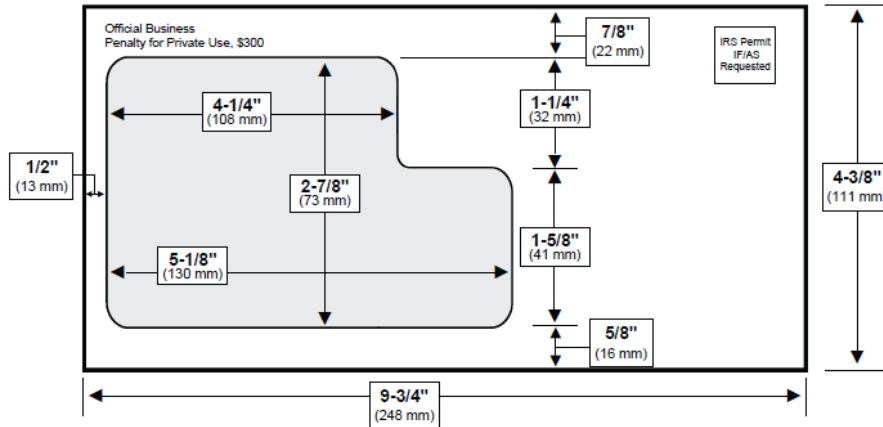 Official Business
Penalty for Private Use, $300
7/8"
(22 mm)
IRS Permit
IF/AS
Requested
4-1/4"
(108 mm)
1-1/4"
(32 mm)
1/2"
(13 mm)
2-7/8"
(73 mm)
4-3/8"
(111 mm)
5-1/8"
(130 mm)
1-5/8"
(41 mm)
5/8"
(16 mm)
9-3/4"
(248 mm)